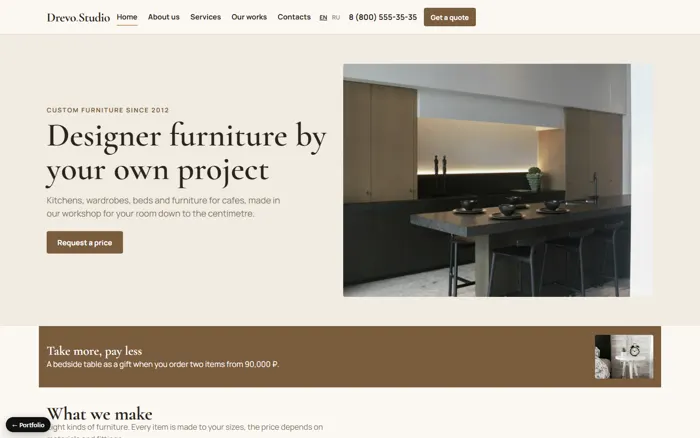 Drevo.Studio
Home
About us
Services
Our works
Contacts
EN
RU
8 (800) 555-35-35
Get a quote
CUSTOM FURNITURE SINCE 2012
Designer furniture by
your own project
Kitchens, wardrobes, beds and furniture for cafes, made in
our workshop for your room down to the centimetre.
Request a price
Take more, pay less
A bedside table as a gift when you order two items from 90,000 ₽.
What we make
← Portfolio
ight kinds of furniture. Every item is made to your sizes, the price depends on